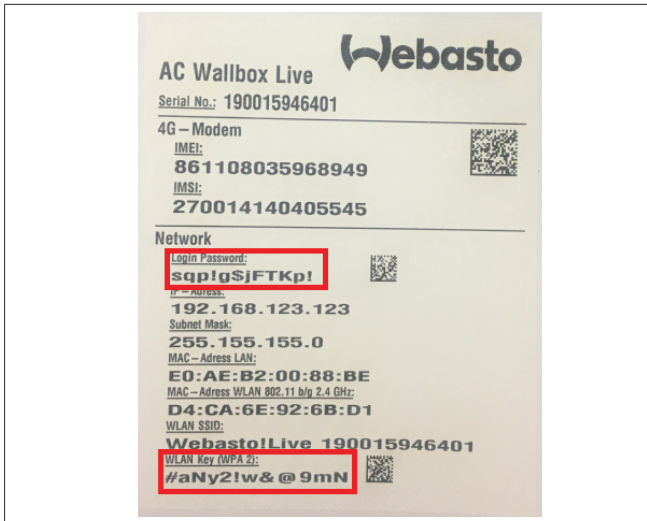 Webasto
AC Wallbox Live
Serial No.: 190015946401
4G – Modem
IMEI:
861108035968949
IMSI:
270014140405545
Network
Login Password:
sqp!g$jFTKp!
IP – Adress:
192.168.123.123
Subnet Mask:
255.155.155.0
MAC – Adress LAN:
E0:AE:B2:00:88:BE
MAC – Adress WLAN 802.11 b/g 2.4 GHz:
D4:CA:6E:92:6B:D1
WLAN SSID:
Webasto!Live 190015946401
WLAN Key (WPA 2):
#aNy2!w&@9mN